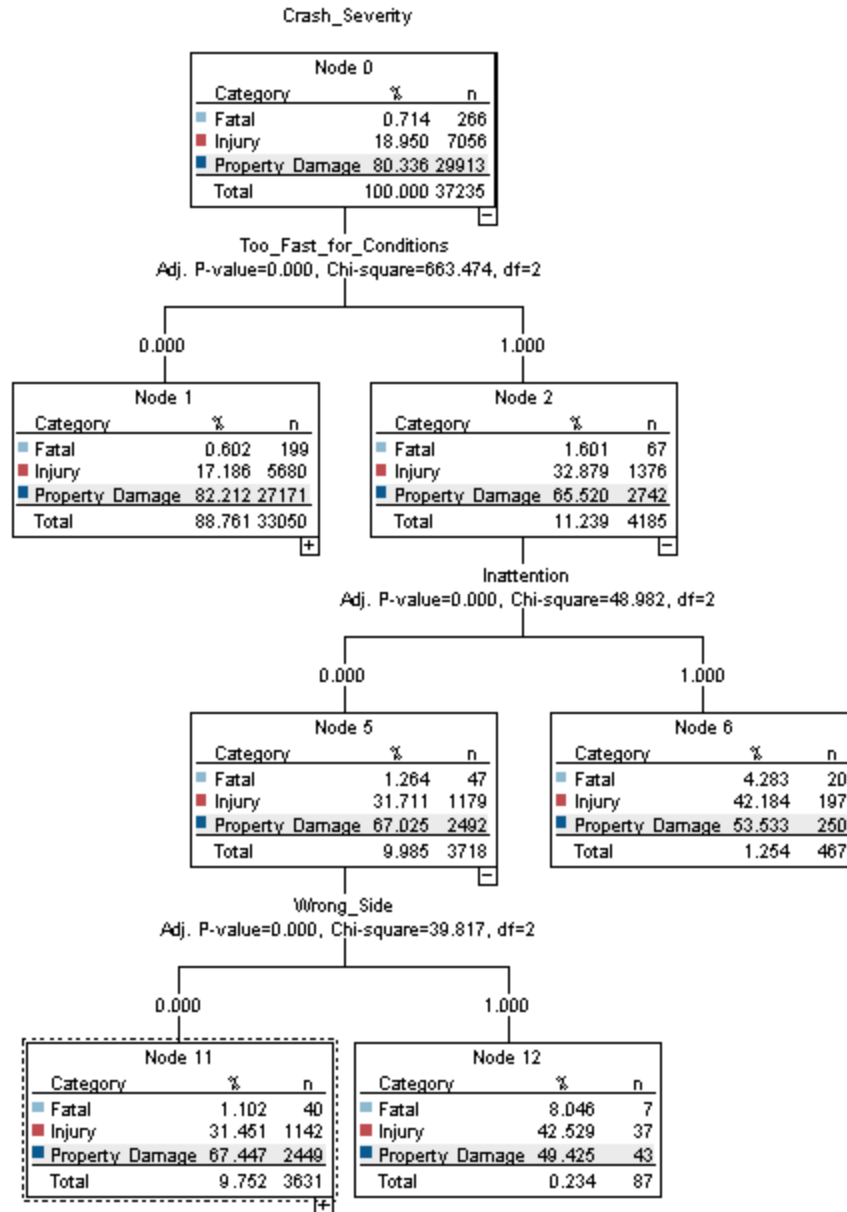 Crash_Severity
Node 0
Category % n
Fatal 0.714 266
Injury 18.950 7056
Property Damage 80.336 29913
Total 100.000 37235
Too_Fast_for_Conditions
Adj. P-value=0.000, Chi-square=663.474, df=2
0.000 1.000
Node 1
Category % n
Fatal 0.602 199
Injury 17.186 5680
Property Damage 82.212 27171
Total 88.761 33050
Node 2
Category % n
Fatal 1.601 67
Injury 32.879 1376
Property Damage 65.520 2742
Total 11.239 4185
Inattention
Adj. P-value=0.000, Chi-square=48.982, df=2
0.000 1.000
Node 5
Category % n
Fatal 1.264 47
Injury 31.711 1179
Property Damage 67.025 2492
Total 9.985 3718
Node 6
Category % n
Fatal 4.283 20
Injury 42.184 197
Property Damage 53.533 250
Total 1.254 467
Wrong_Side
Adj. P-value=0.000, Chi-square=39.817, df=2
0.000 1.000
Node 11
Category % n
Fatal 1.102 40
Injury 31.451 1142
Property Damage 67.447 2449
Total 9.752 3631
Node 12
Category % n
Fatal 8.046 7
Injury 42.529 37
Property Damage 49.425 43
Total 0.234 87